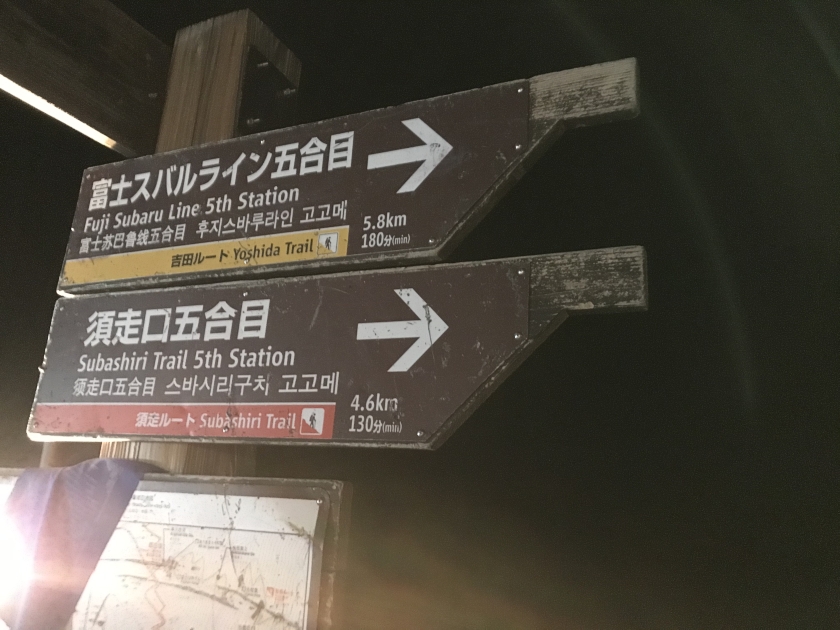 富士スバルライン五合目
Fuji Subaru Line 5th Station
富士苏巴鲁线五合目 후지스바루라인 고고메
5.8km
180分(min)
吉田ルート Yoshida Trail
須走口五合目
Subashiri Trail 5th Station
须走口五合目 스바시리구치 고고메
4.6km
130分(min)
須走ルート Subashiri Trail